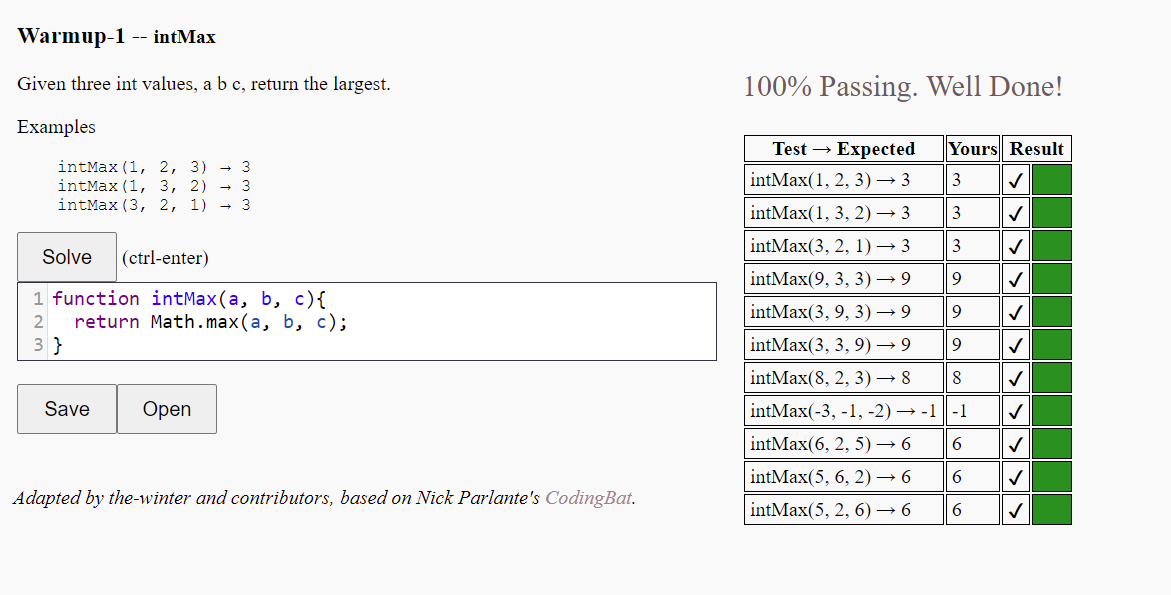 Warmup-1 -- intMax
Given three int values, a b c, return the largest.
Examples
intMax(1, 2, 3) → 3
intMax(1, 3, 2) → 3
intMax(3, 2, 1) → 3
Solve (ctrl-enter)
1 function intMax(a, b, c){
2   return Math.max(a, b, c);
3 }
Save Open
Adapted by the-winter and contributors, based on Nick Parlante's CodingBat.
100% Passing. Well Done!
Test → Expected Yours Result
intMax(1, 2, 3) → 3 3 ✓
intMax(1, 3, 2) → 3 3 ✓
intMax(3, 2, 1) → 3 3 ✓
intMax(9, 3, 3) → 9 9 ✓
intMax(3, 9, 3) → 9 9 ✓
intMax(3, 3, 9) → 9 9 ✓
intMax(8, 2, 3) → 8 8 ✓
intMax(-3, -1, -2) → -1 -1 ✓
intMax(6, 2, 5) → 6 6 ✓
intMax(5, 6, 2) → 6 6 ✓
intMax(5, 2, 6) → 6 6 ✓